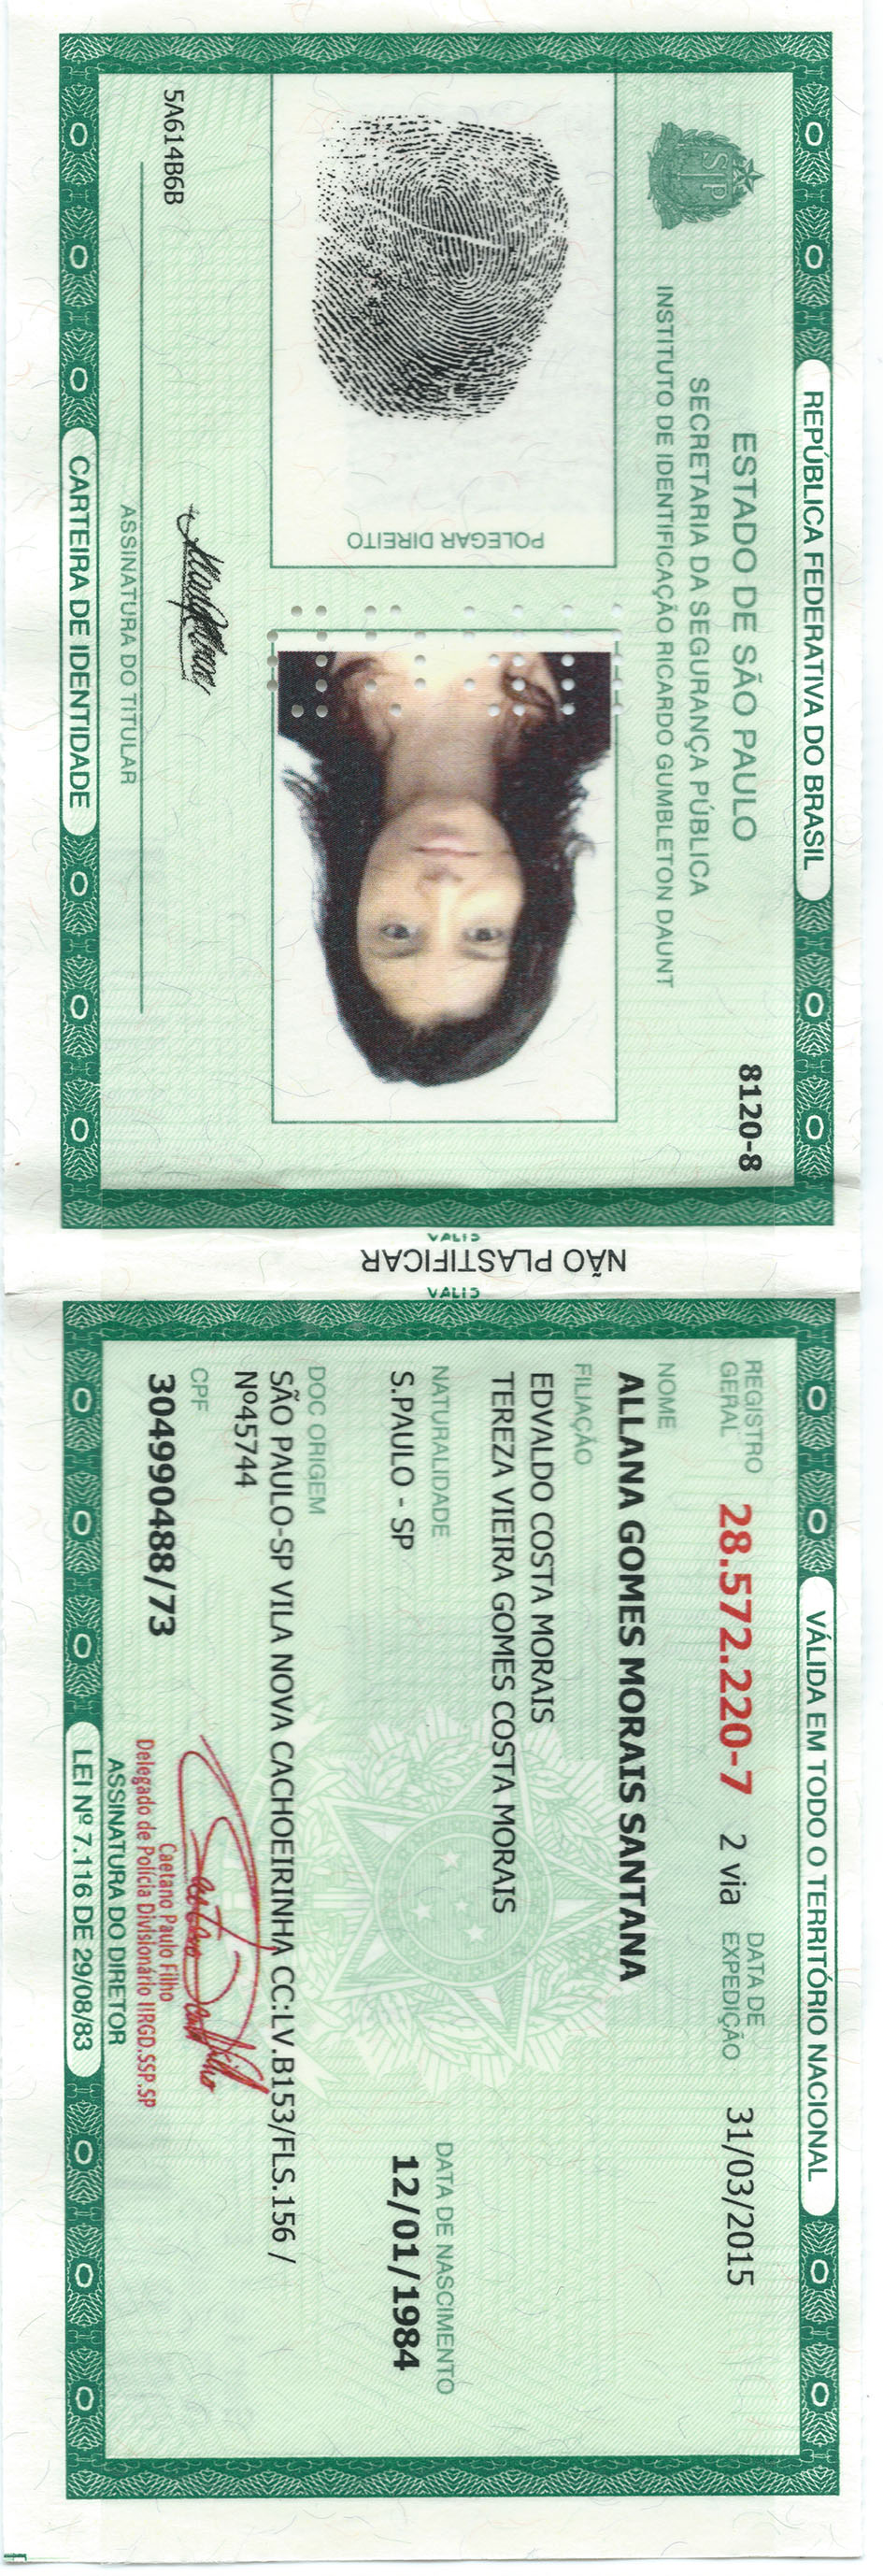 REPÚBLICA FEDERATIVA DO BRASIL
ESTADO DE SÃO PAULO
8120-8
SECRETARIA DA SEGURANÇA PÚBLICA
INSTITUTO DE IDENTIFICAÇÃO RICARDO GUMBLETON DAUNT
SP
POLEGAR DIREITO
5A614B6B
ASSINATURA DO TITULAR
CARTEIRA DE IDENTIDADE
NÃO PLASTIFICAR
VÁLIDA EM TODO O TERRITÓRIO NACIONAL
REGISTRO GERAL 28.572.220-7 2 via DATA DE EXPEDIÇÃO 31/03/2015
NOME
ALLANA GOMES MORAIS SANTANA
FILIAÇÃO
EDVALDO COSTA MORAIS
TEREZA VIEIRA GOMES COSTA MORAIS
NATURALIDADE DATA DE NASCIMENTO
S.PAULO - SP 12/01/1984
DOC ORIGEM
SÃO PAULO-SP VILA NOVA CACHOEIRINHA CC:LV.B153/FLS.156 /
Nº45744
CPF
304990488/73
Caetano Paulo Filho
Delegado de Polícia Divisionário IIRGD.SSP.SP
ASSINATURA DO DIRETOR
LEI Nº 7.116 DE 29/08/83